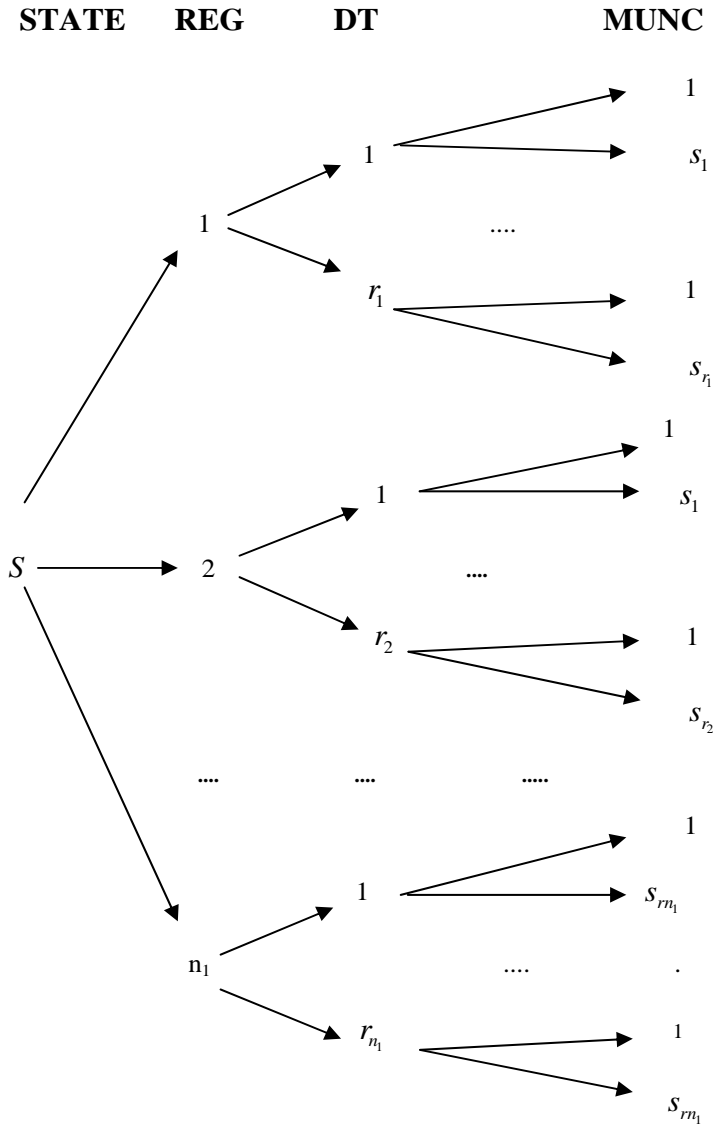 STATE REG DT MUNC
1
1 s₁
1 ....
r₁ 1
s_{r₁}
1
1 s₁
S 2 ....
r₂ 1
s_{r₂}
.... .... .....
1
1 s_{rn₁}
n₁ .... .
r_{n₁} 1
s_{rn₁}